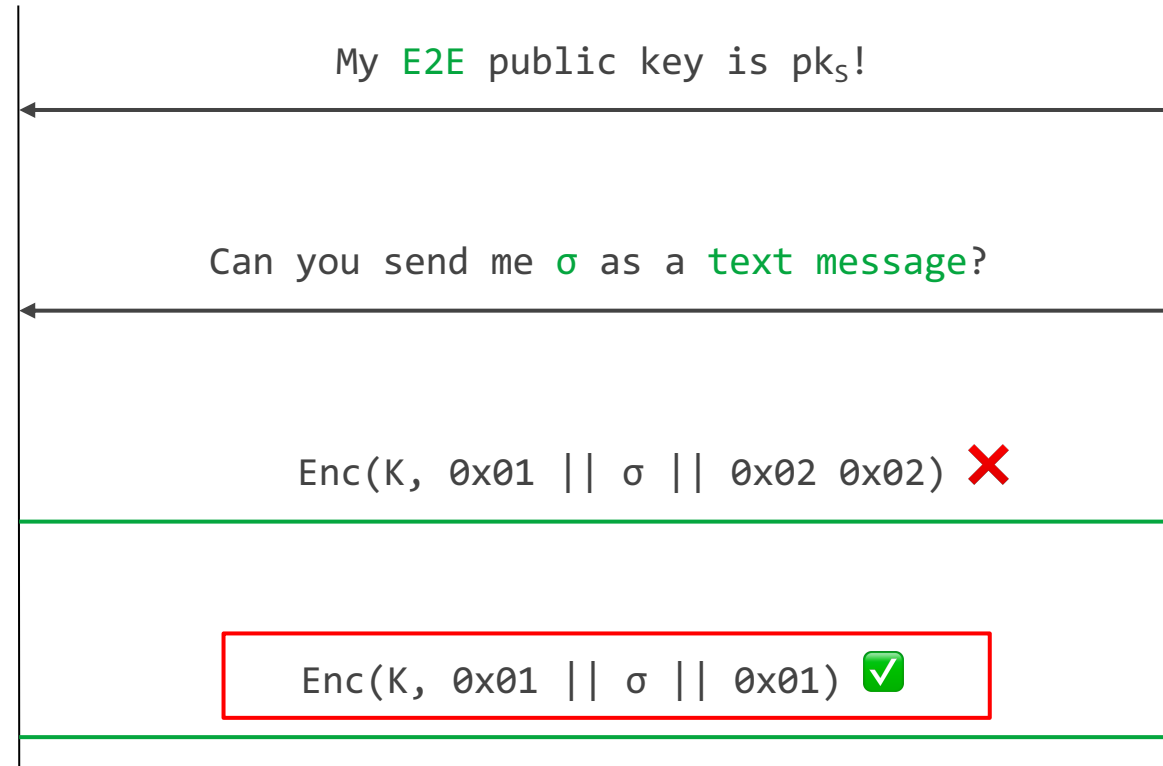 My E2E public key is pkₛ!
Can you send me σ as a text message?
Enc(K, 0x01 || σ || 0x02 0x02) ❌
Enc(K, 0x01 || σ || 0x01) ✅